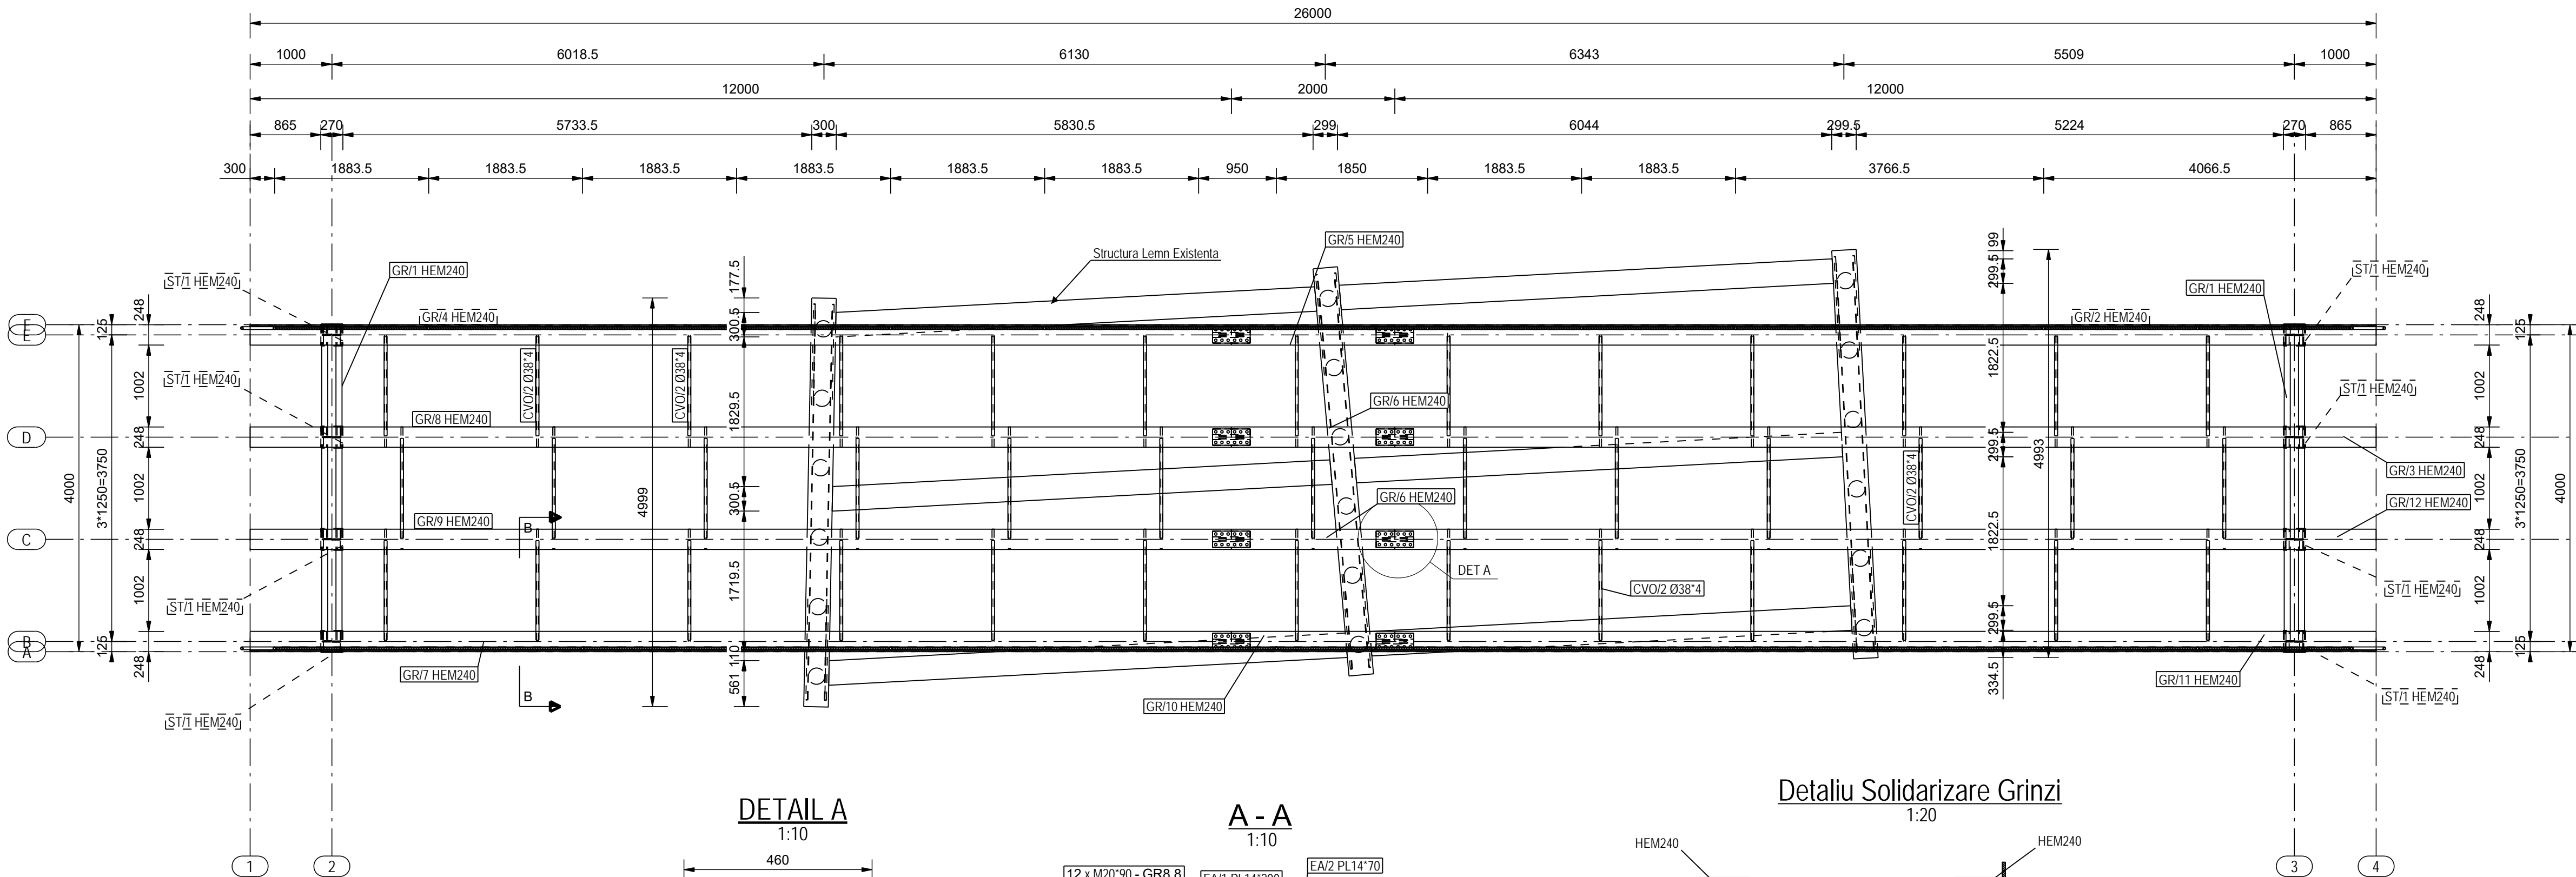 26000
1000 6018.5 6130 6343 5509 1000
12000 2000 12000
865 270 5733.5 300 5830.5 299 6044 299.5 5224 270 865
300 1883.5 1883.5 1883.5 1883.5 1883.5 1883.5 950 1850 1883.5 1883.5 3766.5 4066.5
GR/5 HEM240
Structura Lemn Existenta
GR/1 HEM240
ST/1 HEM240
177.5
99
299.5
4993
ST/1 HEM240
GR/1 HEM240
E
E
125
248
GR/4 HEM240
300.5
GR/2 HEM240
248
125
ST/1 HEM240
1002
CVO/2 Ø38*4
CVO/2 Ø38*4
1829.5
1822.5
1002
ST/1 HEM240
GR/6 HEM240
GR/8 HEM240
D
248
299.5
248
GR/3 HEM240
4000
3*1250=3750
1002
4999
300.5
GR/6 HEM240
CVO/2 Ø38*4
1002
3*1250=3750
4000
GR/12 HEM240
GR/9 HEM240
B
C
248
1822.5
248
DET A
1002
1719.5
CVO/2 Ø38*4
ST/1 HEM240
1002
ST/1 HEM240
299.5
B
A
125
248
GR/7 HEM240
110
561
334.5
GR/11 HEM240
125
248
B
GR/10 HEM240
ST/1 HEM240
ST/1 HEM240
DETAIL A
1:10
A - A
1:10
Detaliu Solidarizare Grinzi
1:20
460
HEM240
HEM240
1
2
3
4
12 x M20*90 - GR8.8
EA/1 PL14*200
EA/2 PL14*70